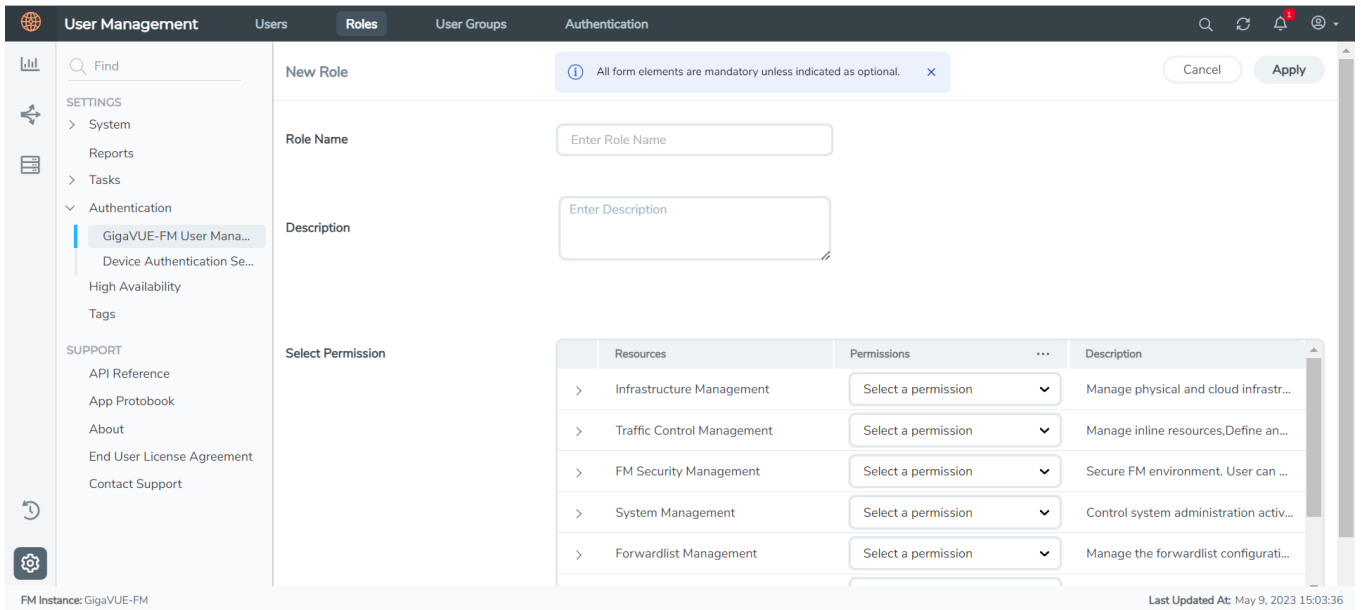 User Management Users Roles User Groups Authentication 1
Find
New Role
All form elements are mandatory unless indicated as optional.
Cancel Apply
SETTINGS
System
Reports
Tasks
Authentication
GigaVUE-FM User Mana...
Device Authentication Se...
High Availability
Tags
SUPPORT
API Reference
App Protobook
About
End User License Agreement
Contact Support
Role Name Enter Role Name
Description Enter Description
Select Permission
Resources Permissions ... Description
Infrastructure Management Select a permission Manage physical and cloud infrastr...
Traffic Control Management Select a permission Manage inline resources,Define an...
FM Security Management Select a permission Secure FM environment. User can ...
System Management Select a permission Control system administration activ...
Forwardlist Management Select a permission Manage the forwardlist configurati...
FM Instance: GigaVUE-FM Last Updated At: May 9, 2023 15:03:36